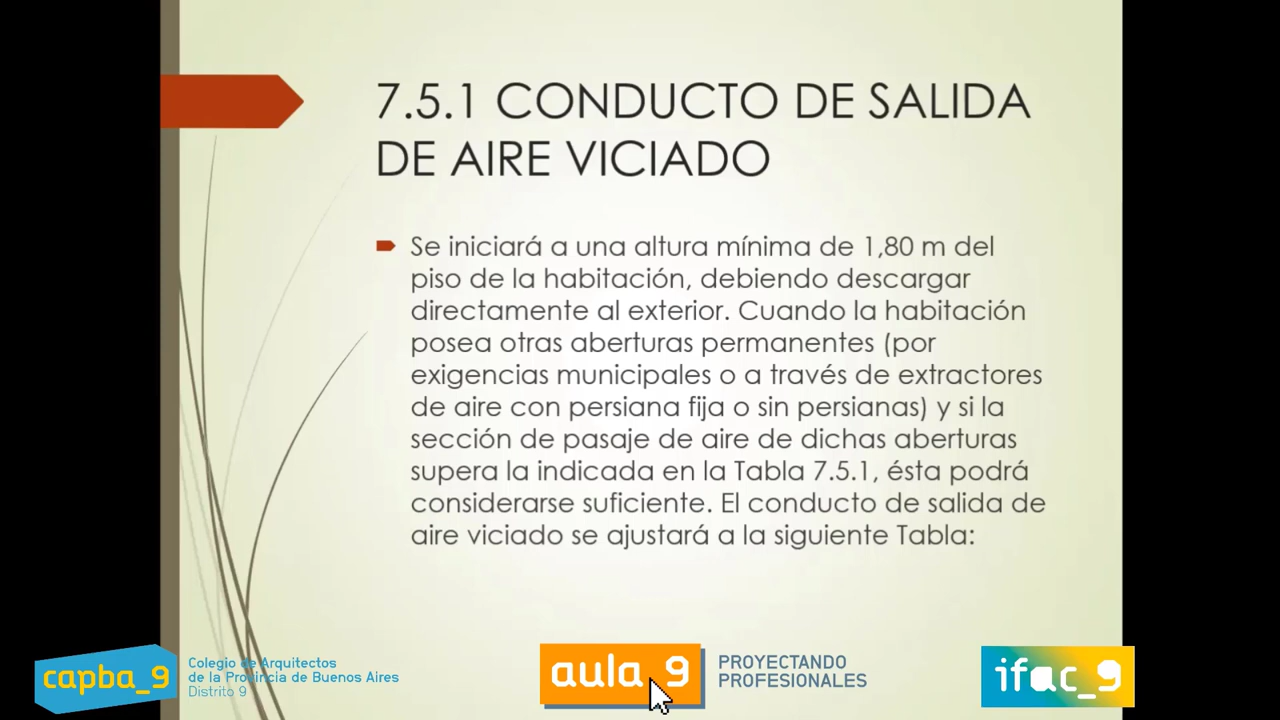 7.5.1 CONDUCTO DE SALIDA
DE AIRE VICIADO
Se iniciará a una altura mínima de 1,80 m del
piso de la habitación, debiendo descargar
directamente al exterior. Cuando la habitación
posea otras aberturas permanentes (por
exigencias municipales o a través de extractores
de aire con persiana fija o sin persianas) y si la
sección de pasaje de aire de dichas aberturas
supera la indicada en la Tabla 7.5.1, ésta podrá
considerarse suficiente. El conducto de salida de
aire viciado se ajustará a la siguiente Tabla:
capba_9
Colegio de Arquitectos
de la Provincia de Buenos Aires
Distrito 9
aula_9
PROYECTANDO
PROFESIONALES
ifac_9